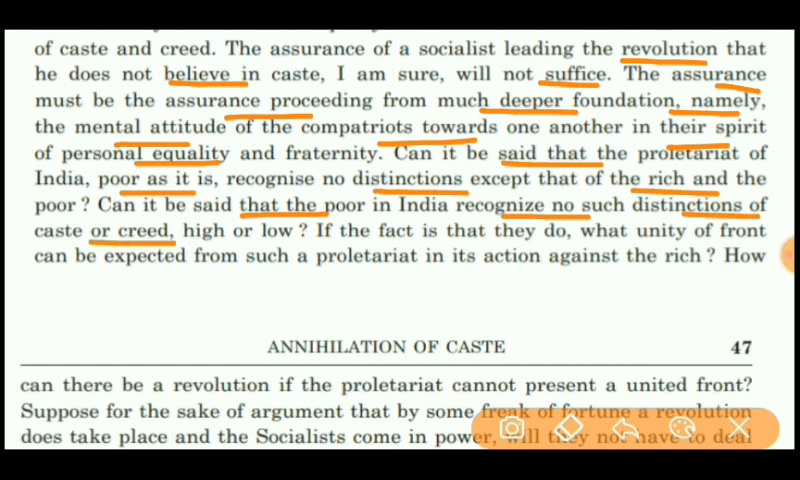 of caste and creed. The assurance of a socialist leading the revolution that
he does not believe in caste, I am sure, will not suffice. The assurance
must be the assurance proceeding from much deeper foundation, namely,
the mental attitude of the compatriots towards one another in their spirit
of personal equality and fraternity. Can it be said that the proletariat of
India, poor as it is, recognise no distinctions except that of the rich and the
poor ? Can it be said that the poor in India recognize no such distinctions of
caste or creed, high or low ? If the fact is that they do, what unity of front
can be expected from such a proletariat in its action against the rich ? How
ANNIHILATION OF CASTE 47
can there be a revolution if the proletariat cannot present a united front?
Suppose for the sake of argument that by some freak of fortune a revolution
does take place and the Socialists come in power, will they not have to deal